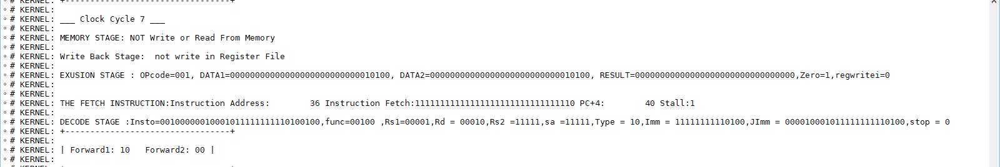 # KERNEL: +---------------------------------+
# KERNEL:
# KERNEL: ___ Clock Cycle 7 ___
# KERNEL:
# KERNEL: MEMORY STAGE: NOT Write or Read From Memory
# KERNEL:
# KERNEL: Write Back Stage:  not write in Register File
# KERNEL:
# KERNEL: EXUSION STAGE : OPcode=001, DATA1=00000000000000000000000000010100, DATA2=00000000000000000000000000010100, RESULT=00000000000000000000000000000000,Zero=1,regwritei=0
# KERNEL:
# KERNEL:
# KERNEL: THE FETCH INSTRUCTION:Instruction Address:        36 Instruction Fetch:11111111111111111111111111111110 PC+4:        40 Stall:1
# KERNEL:
# KERNEL: DECODE STAGE :Insto=00100000010001011111111110100100,func=00100 ,Rs1=00001,Rd = 00010,Rs2 =11111,sa =11111,Type = 10,Imm = 11111111110100,JImm = 000010001011111111110100,stop = 0
# KERNEL: +---------------------------------+
# KERNEL:
# KERNEL: | Forward1: 10   Forward2: 00 |
# KERNEL: